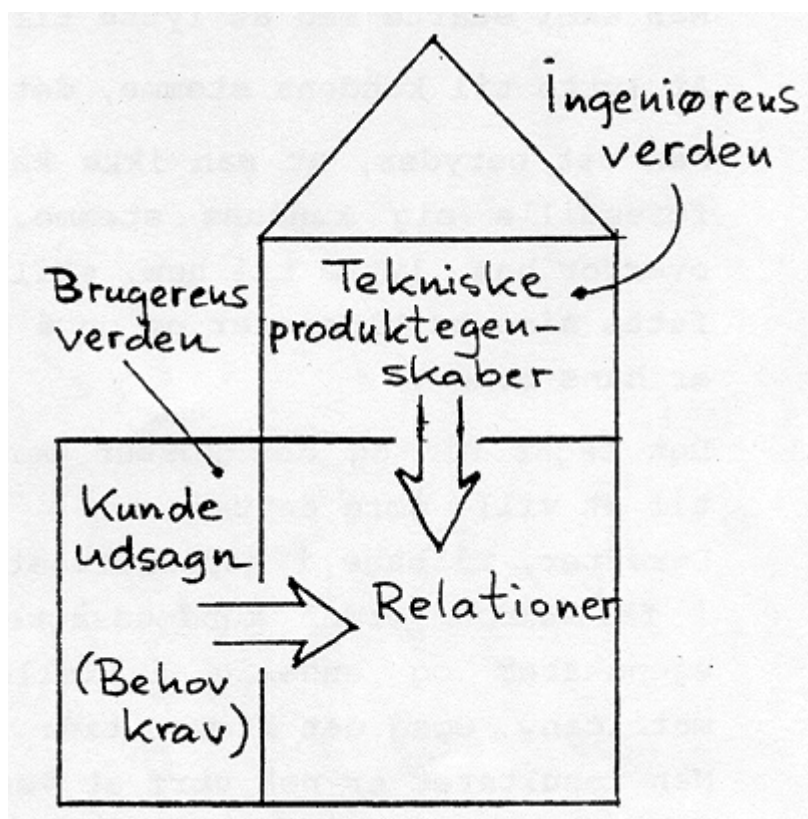 Ingeniørens
verden
Tekniske
produktegen-
skaber
Brugerens
verden
Kunde
udsagn
(Behov
krav)
Relationer